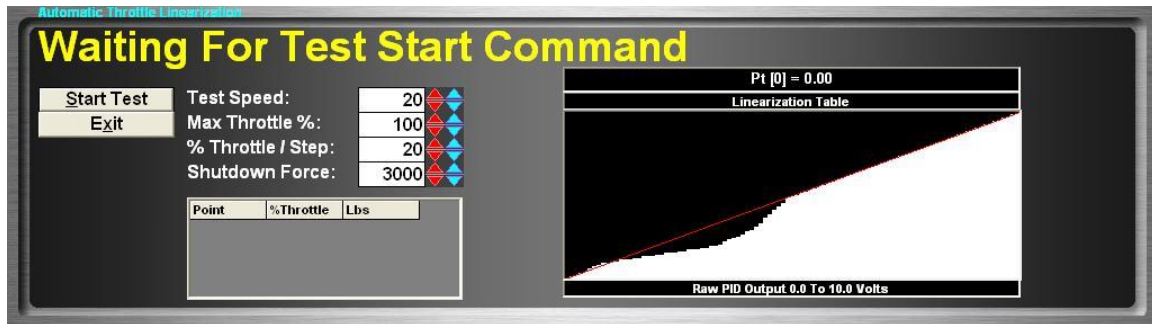 Automatic Throttle Linearization
Waiting For Test Start Command
Start Test
Exit
Test Speed: 20
Max Throttle %: 100
% Throttle / Step: 20
Shutdown Force: 3000
Point %Throttle Lbs
Pt [0] = 0.00
Linearization Table
Raw PID Output 0.0 To 10.0 Volts